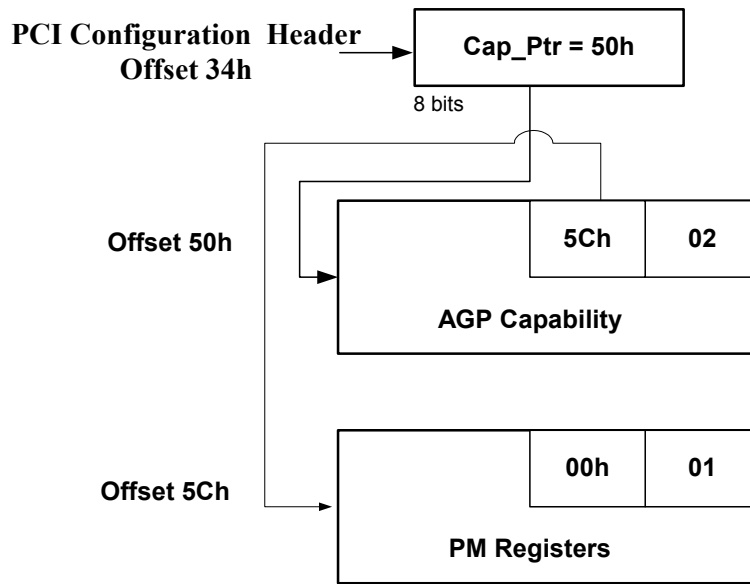 PCI Configuration Header
Offset 34h
Cap_Ptr = 50h
8 bits
Offset 50h
5Ch
02
AGP Capability
Offset 5Ch
00h
01
PM Registers